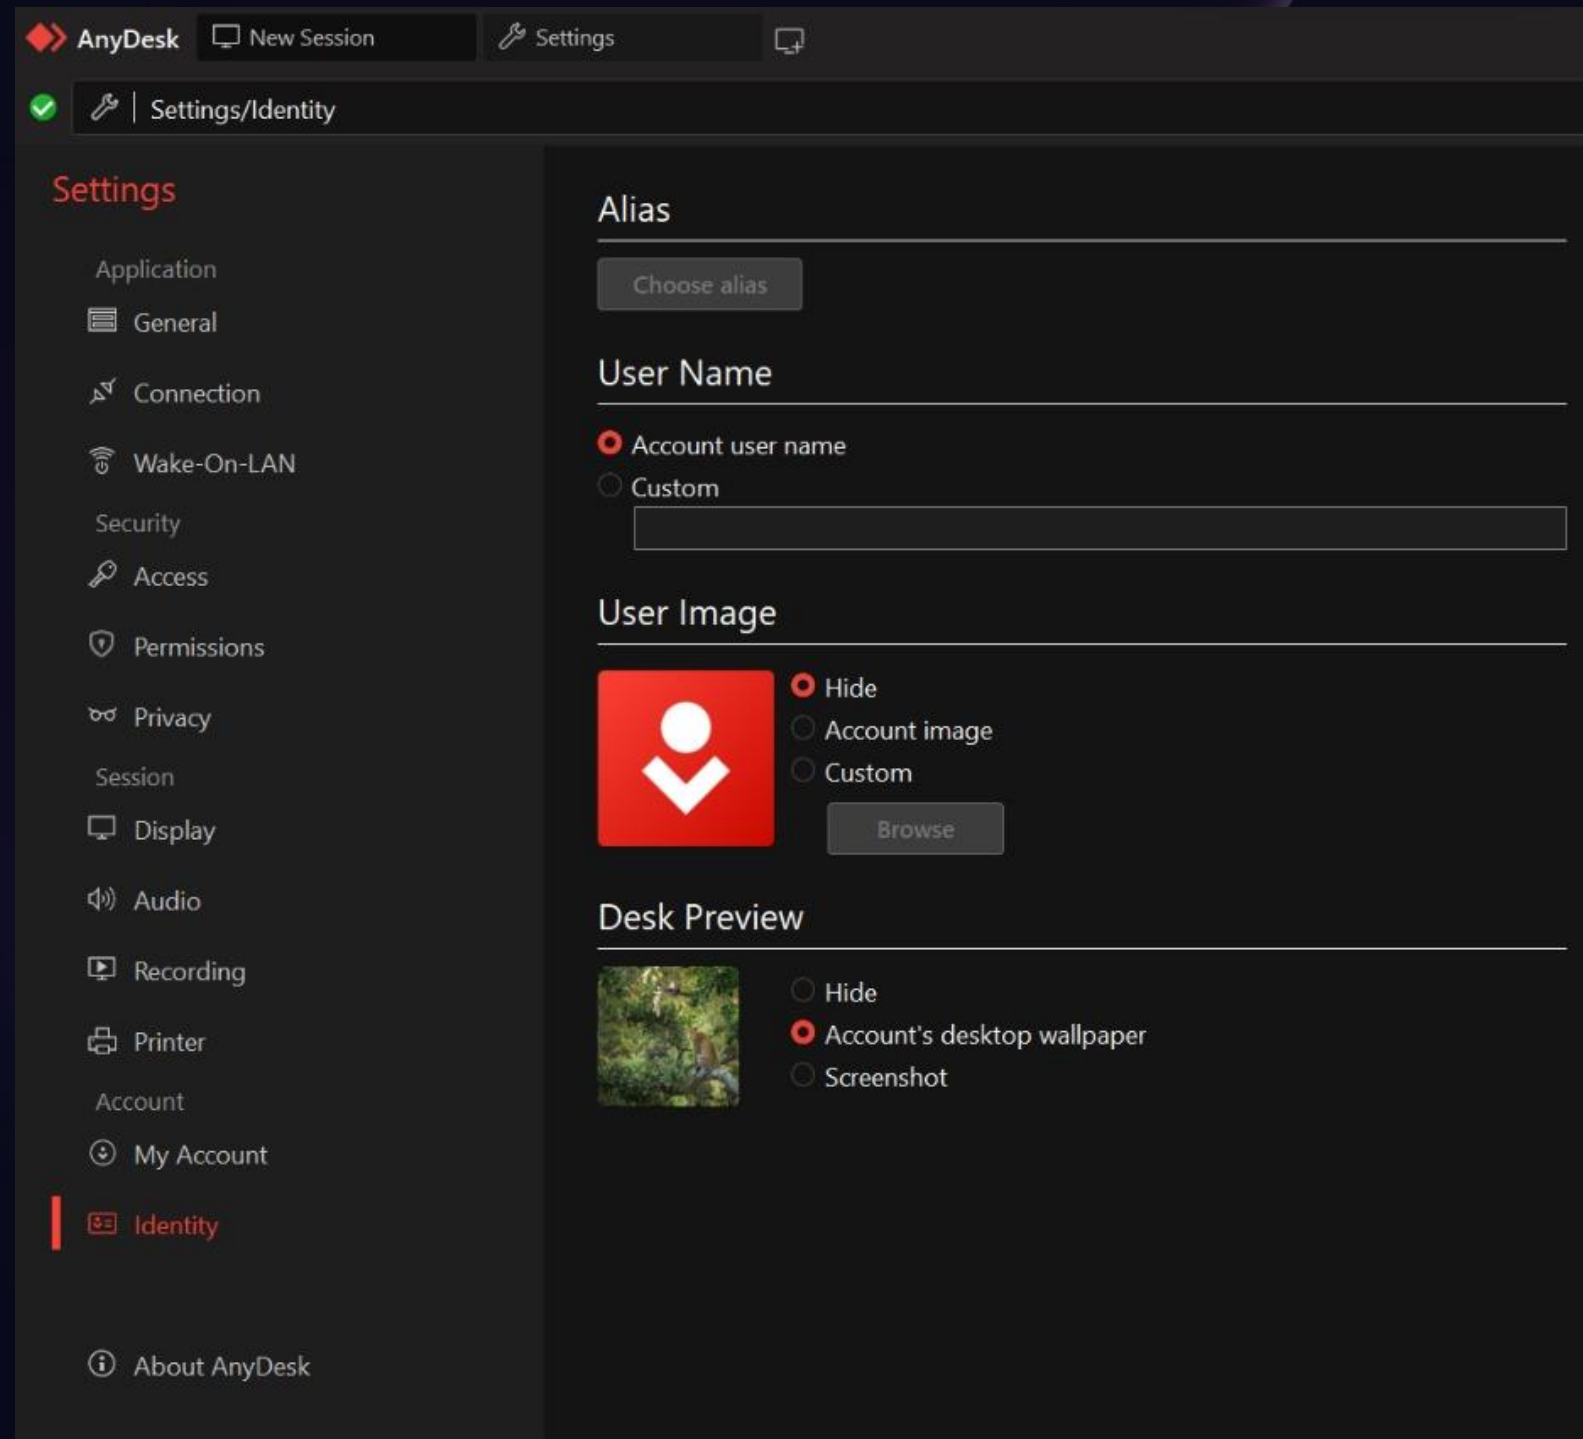 AnyDesk
New Session
Settings
Settings/Identity
Settings
Application
General
Connection
Wake-On-LAN
Security
Access
Permissions
Privacy
Session
Display
Audio
Recording
Printer
Account
My Account
Identity
About AnyDesk
Alias
Choose alias
User Name
Account user name
Custom
User Image
Hide
Account image
Custom
Browse
Desk Preview
Hide
Account's desktop wallpaper
Screenshot